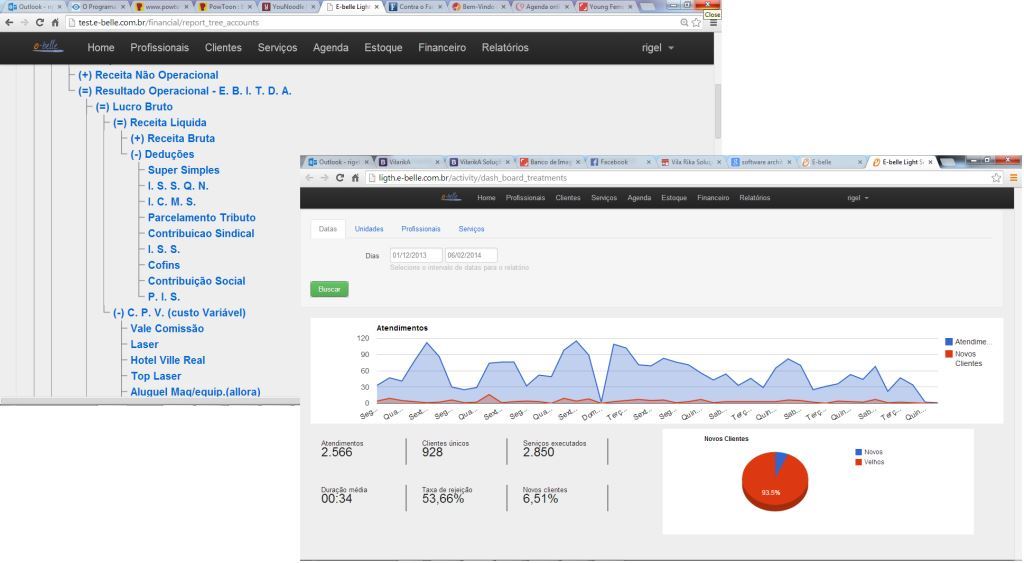 Outlook - ri
O Programa
www.powto
PowToon :
YouNoodle
E-belle Light
Contra o Fa
Bem-Vindo
Agenda onli
Young Fem
Close
test.e-belle.com.br/financial/report_tree_accounts
e-belle
Home Profissionais Clientes Serviços Agenda Estoque Financeiro Relatórios rigel
(+) Receita Não Operacional
(=) Resultado Operacional - E. B. I. T. D. A.
(=) Lucro Bruto
(=) Receita Liquida
(+) Receita Bruta
(-) Deduções
Super Simples
I. S. S. Q. N.
I. C. M. S.
Parcelamento Tributo
Contribuicao Sindical
I. S. S.
Cofins
Contribuição Social
P. I. S.
(-) C. P. V. (custo Variável)
Vale Comissão
Laser
Hotel Ville Real
Top Laser
Aluguel Maq/equip.(allora)
Outlook - rige
VilarikA
VilarikA Soluç
Banco de Imag
Facebook
Vila Rika Soluç
software archit
E-belle
E-belle Light S
ligth.e-belle.com.br/activity/dash_board_treatments
e-belle
Home Profissionais Clientes Serviços Agenda Estoque Financeiro Relatórios rigel
Datas Unidades Profissionais Serviços
Dias 01/12/2013 06/02/2014
Selecione o intervalo de datas para o relatório
Buscar
Atendimentos
120
90
60
30
0
Seg... Qua... Sext... Seg... Qua... Sext... Seg... Qua... Sext... Dom... Terç... Quin... Sab... Terç... Quin... Sab... Terç... Quin... Sab... Terç... Quin...
Atendime...
Novos
Clientes
Atendimentos
2.566
Clientes únicos
928
Serviços executados
2.850
Duração média
00:34
Taxa de rejeição
53,66%
Novos clientes
6,51%
Novos Clientes
93.5%
Novos
Velhos